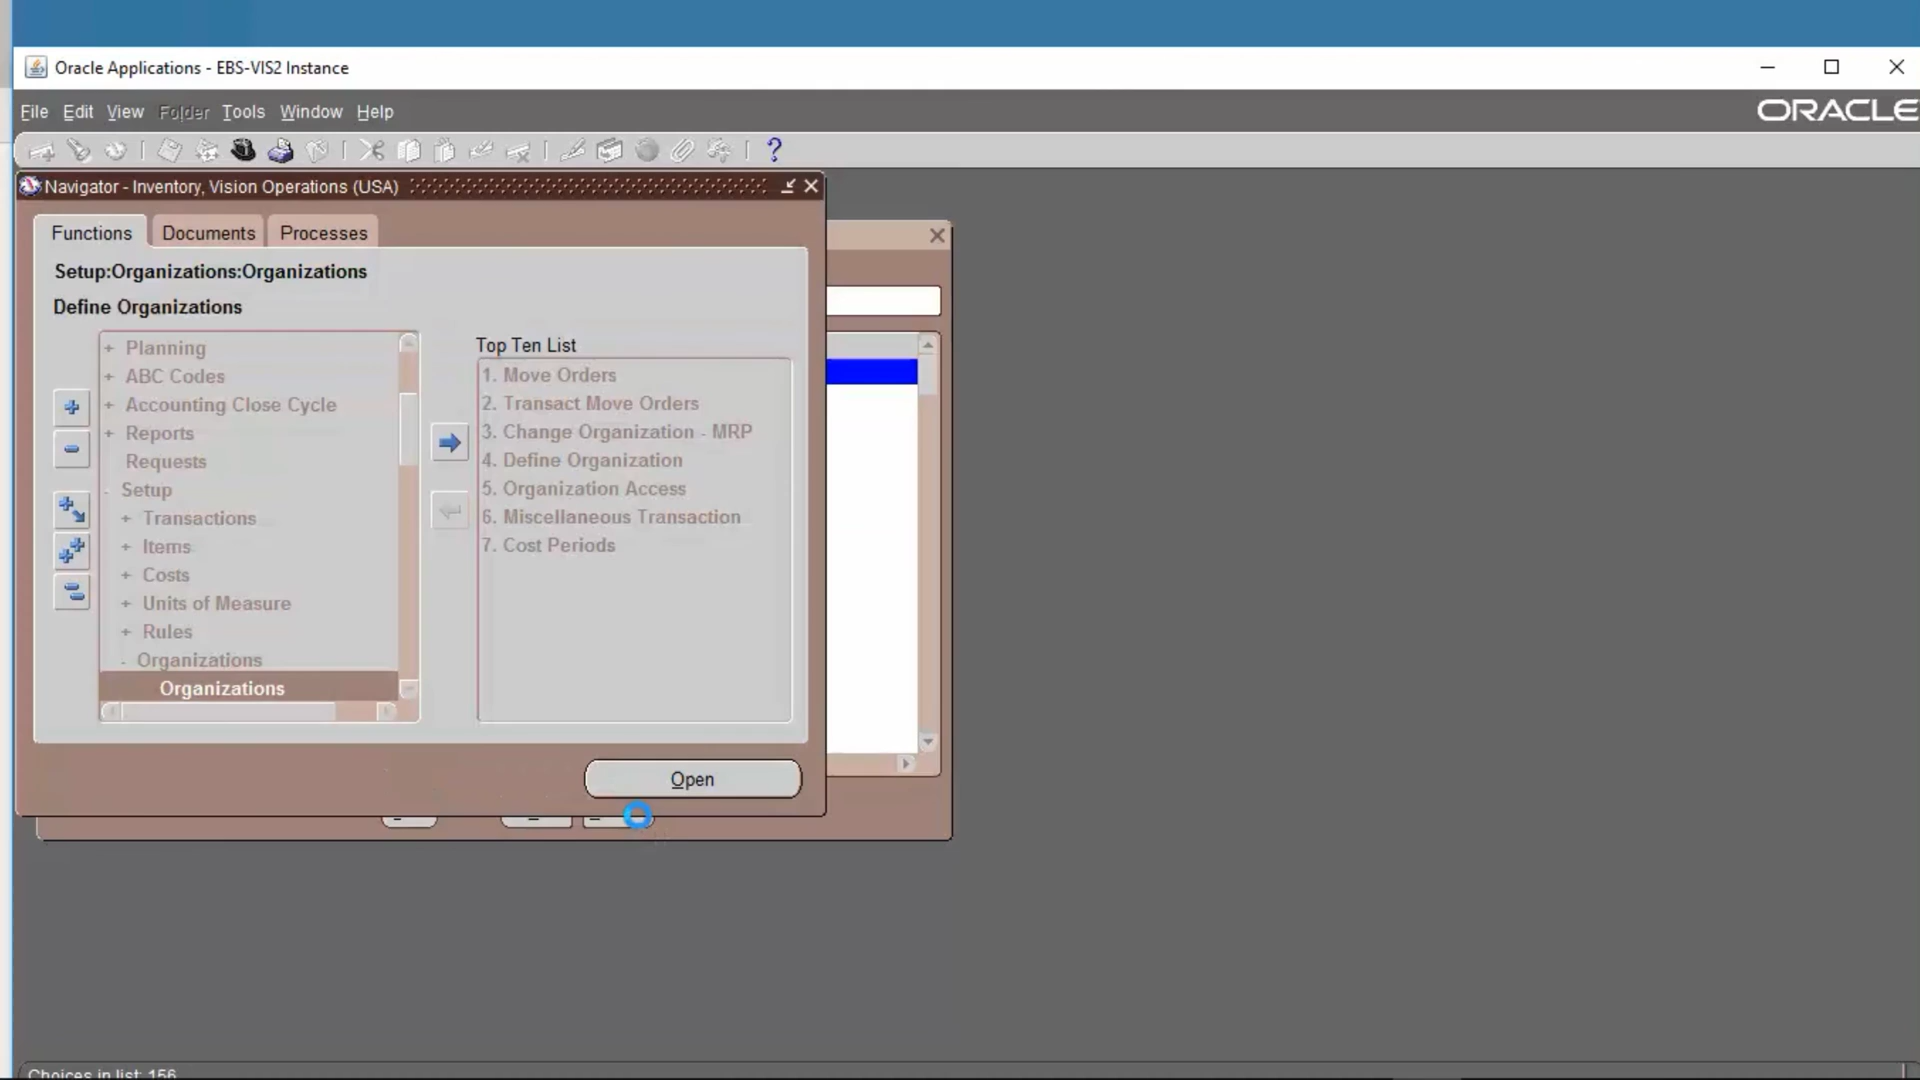 Oracle Applications - EBS-VIS2 Instance
File Edit View Folder Tools Window Help
ORACLE
Navigator - Inventory, Vision Operations (USA)
Functions Documents Processes
Setup:Organizations:Organizations
Define Organizations
+ Planning
+ ABC Codes
+ Accounting Close Cycle
+ Reports
Requests
- Setup
+ Transactions
+ Items
+ Costs
+ Units of Measure
+ Rules
- Organizations
Organizations
Top Ten List
1. Move Orders
2. Transact Move Orders
3. Change Organization - MRP
4. Define Organization
5. Organization Access
6. Miscellaneous Transaction
7. Cost Periods
Open
Choices in list: 156